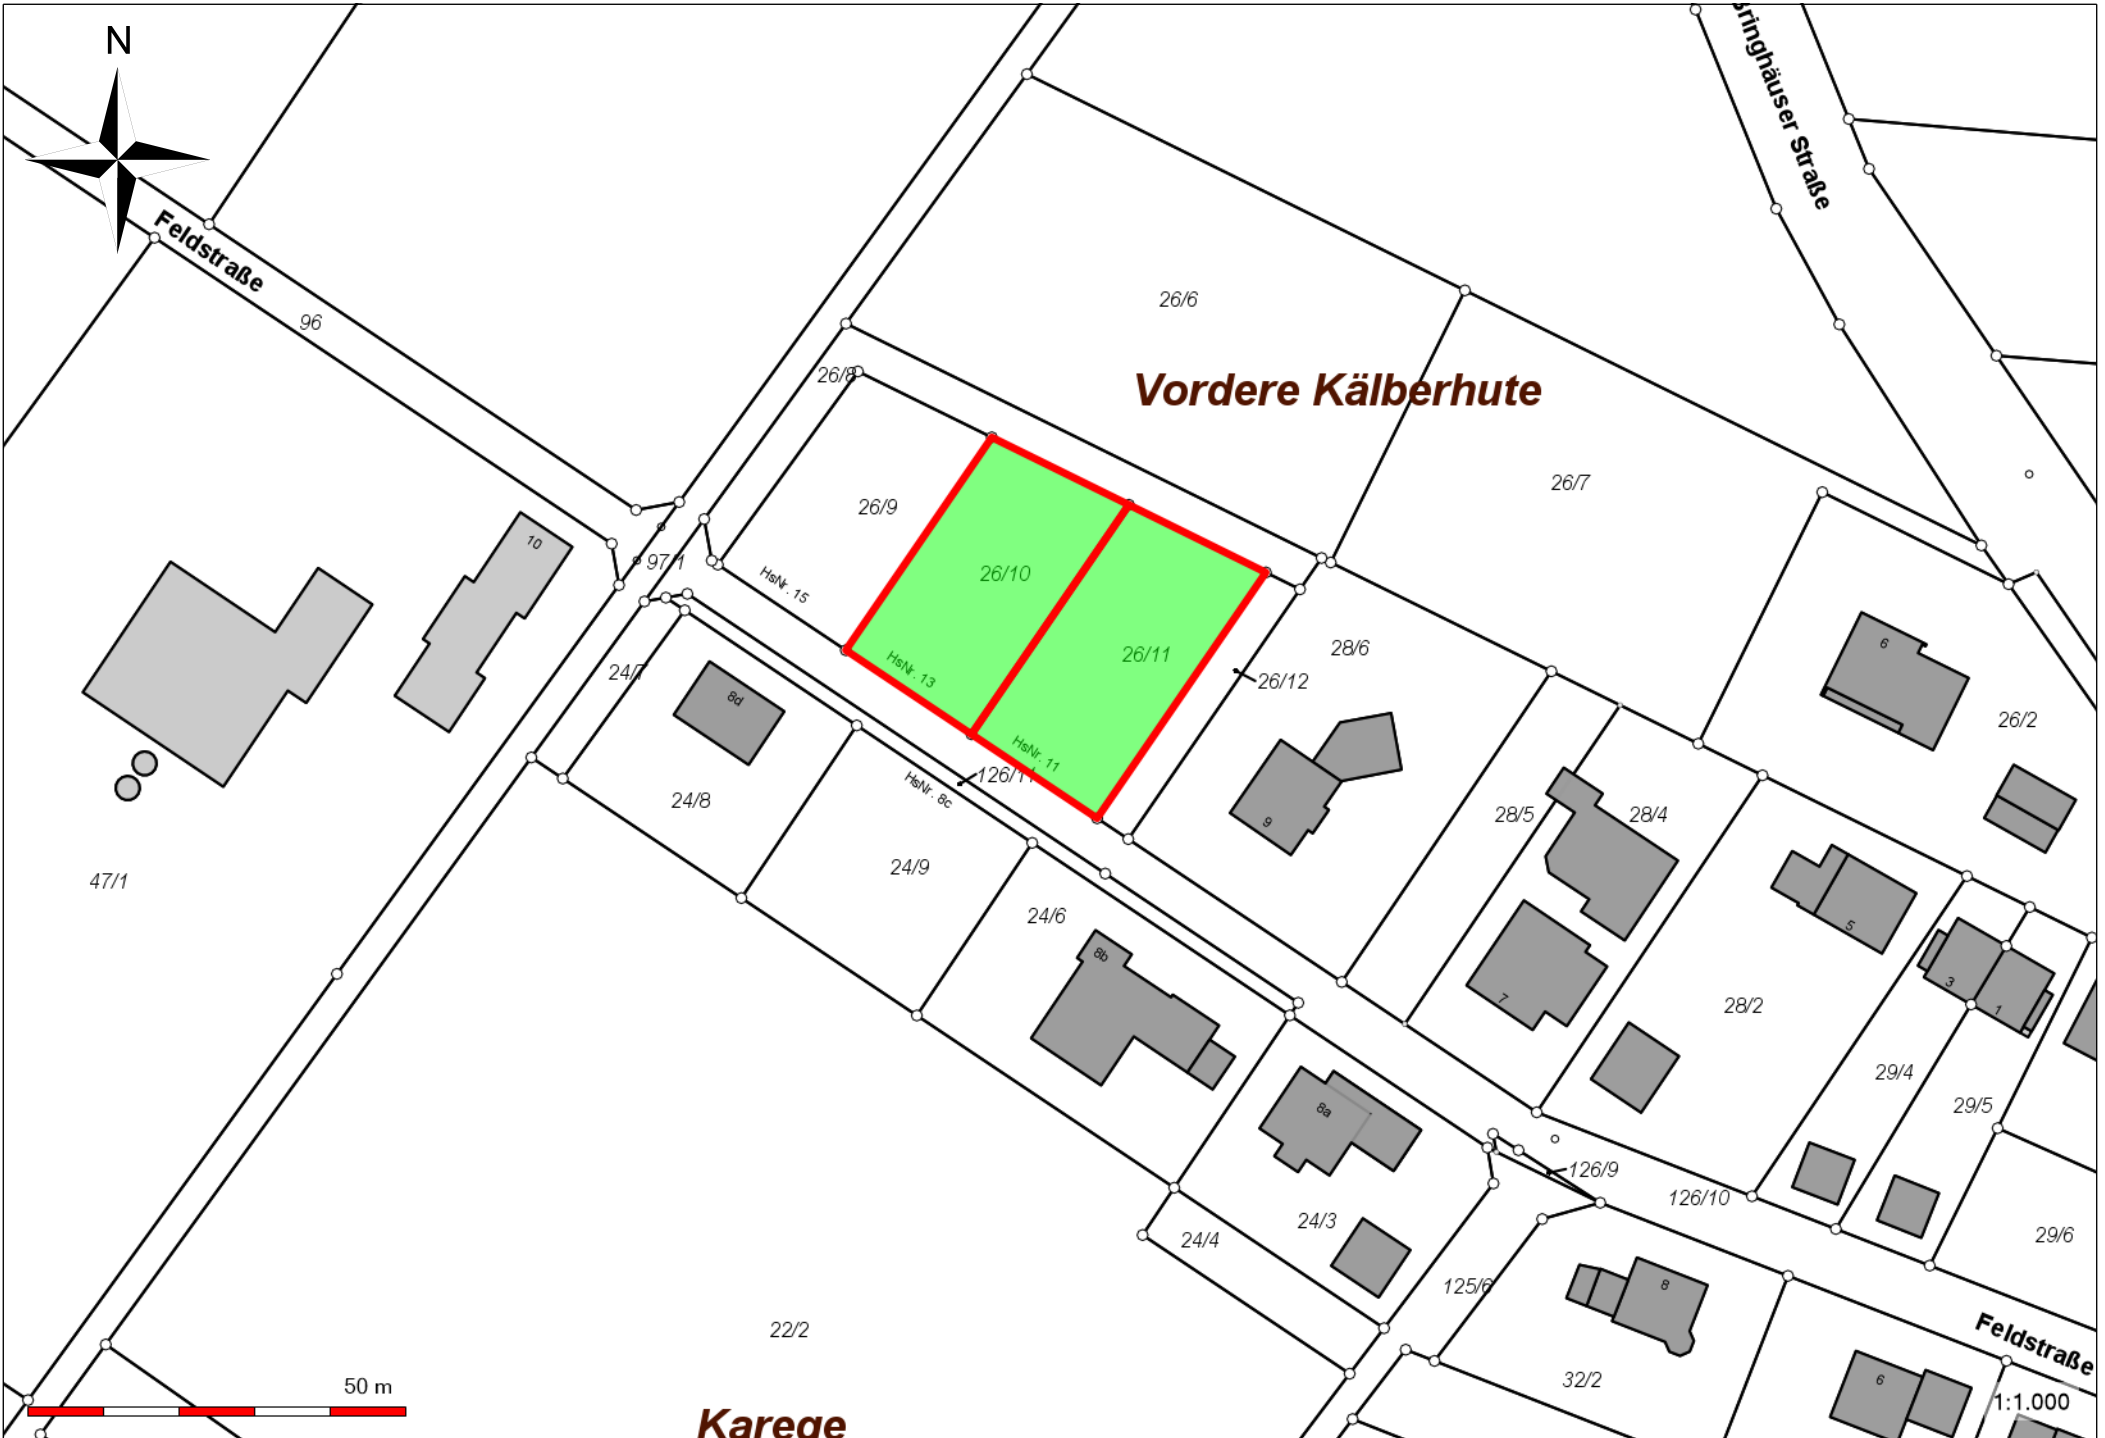 N
Bringhäuser Straße
Feldstraße
96
26/6
26/8
Vordere Kälberhute
26/7
26/9
10
97/1
HsNr. 15
26/10
26/11
28/6
26/12
6
26/2
24/7
8d
HsNr. 13
HsNr. 11
126/11
HsNr. 8c
24/8
9
28/5
28/4
47/1
24/9
24/6
5
8b
7
28/2
3
1
29/4
29/5
8a
126/9
126/10
24/3
24/4
29/6
125/6
8
22/2
Feldstraße
32/2
6
50 m
1:1.000
Karege